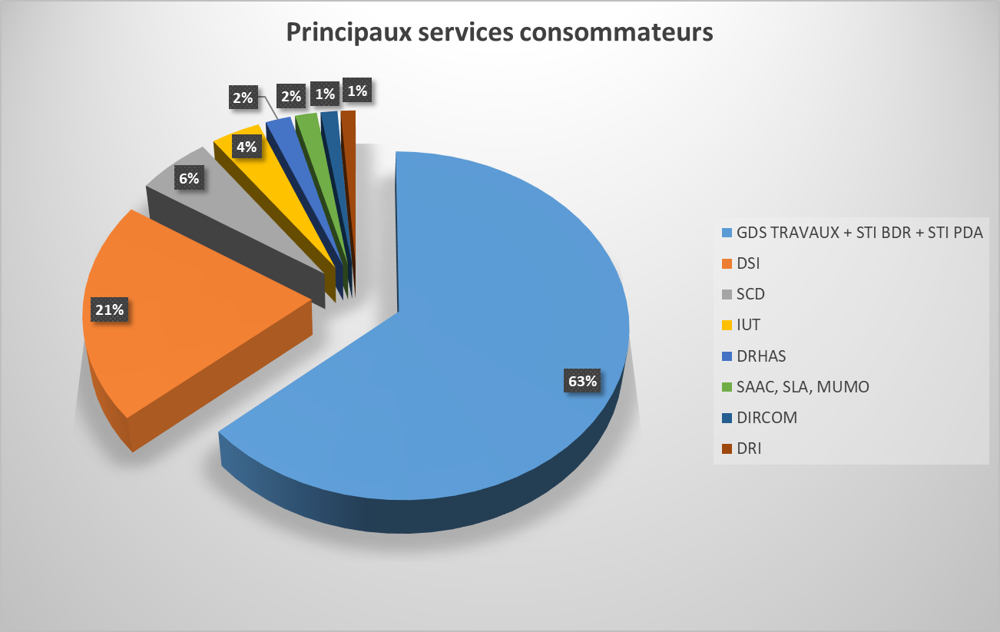 Principaux services consommateurs
2%
2%
1%
1%
4%
6%
21%
63%
GDS TRAVAUX + STI BDR + STI PDA
DSI
SCD
IUT
DRHAS
SAAC, SLA, MUMO
DIRCOM
DRI